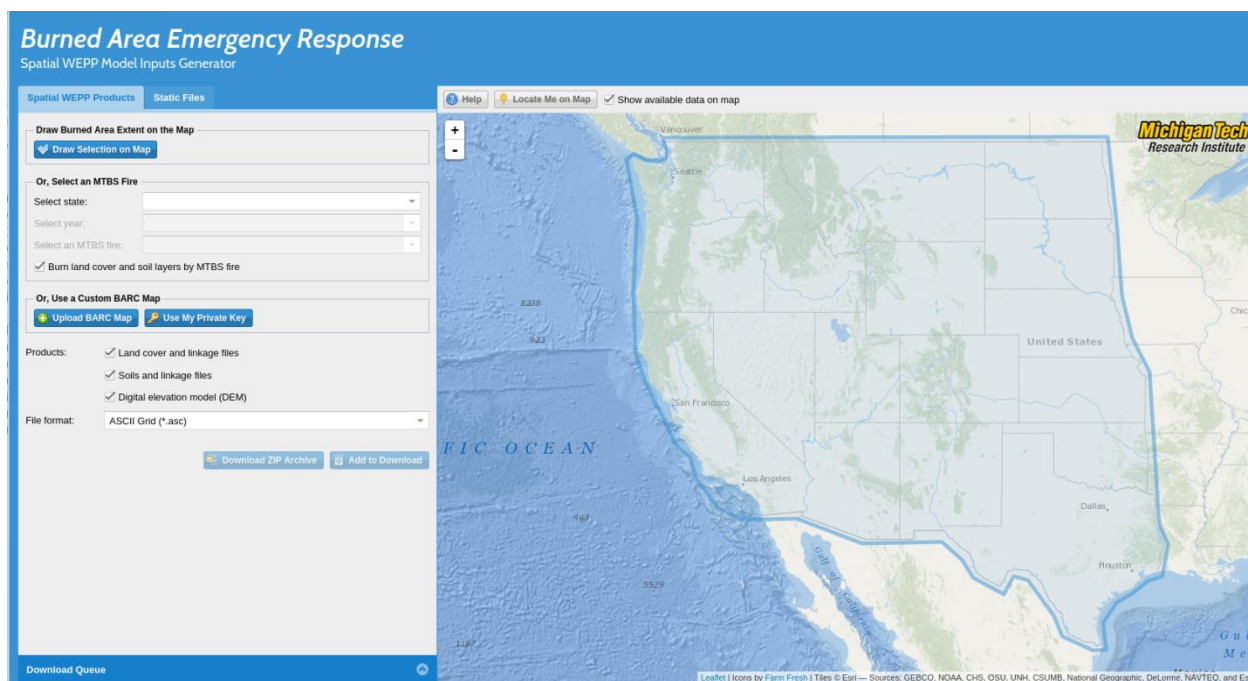 Burned Area Emergency Response
Spatial WEPP Model Inputs Generator
Spatial WEPP Products
Static Files
Draw Burned Area Extent on the Map
Draw Selection on Map
Or, Select an MTBS Fire
Select state:
Select year:
Select an MTBS fire:
Burn land cover and soil layers by MTBS fire
Or, Use a Custom BARC Map
Upload BARC Map
Use My Private Key
Products:
Land cover and linkage files
Soils and linkage files
Digital elevation model (DEM)
File format:
ASCII Grid (*.asc)
Download ZIP Archive
Add to Download
Download Queue
Help
Locate Me on Map
Show available data on map
+
-
Michigan Tech
Research Institute
Vancouver
Seattle
8238
923
Chic
United States
San Francisco
FIC OCEAN
Los Angeles
463
Dallas
Houston
5529
Gulf of California
1197
Gu
Me
Leaflet | Icons by Farm Fresh | Tiles © Esri — Sources: GEBCO, NOAA, CHS, OSU, UNH, CSUMB, National Geographic, DeLorme, NAVTEQ, and Es